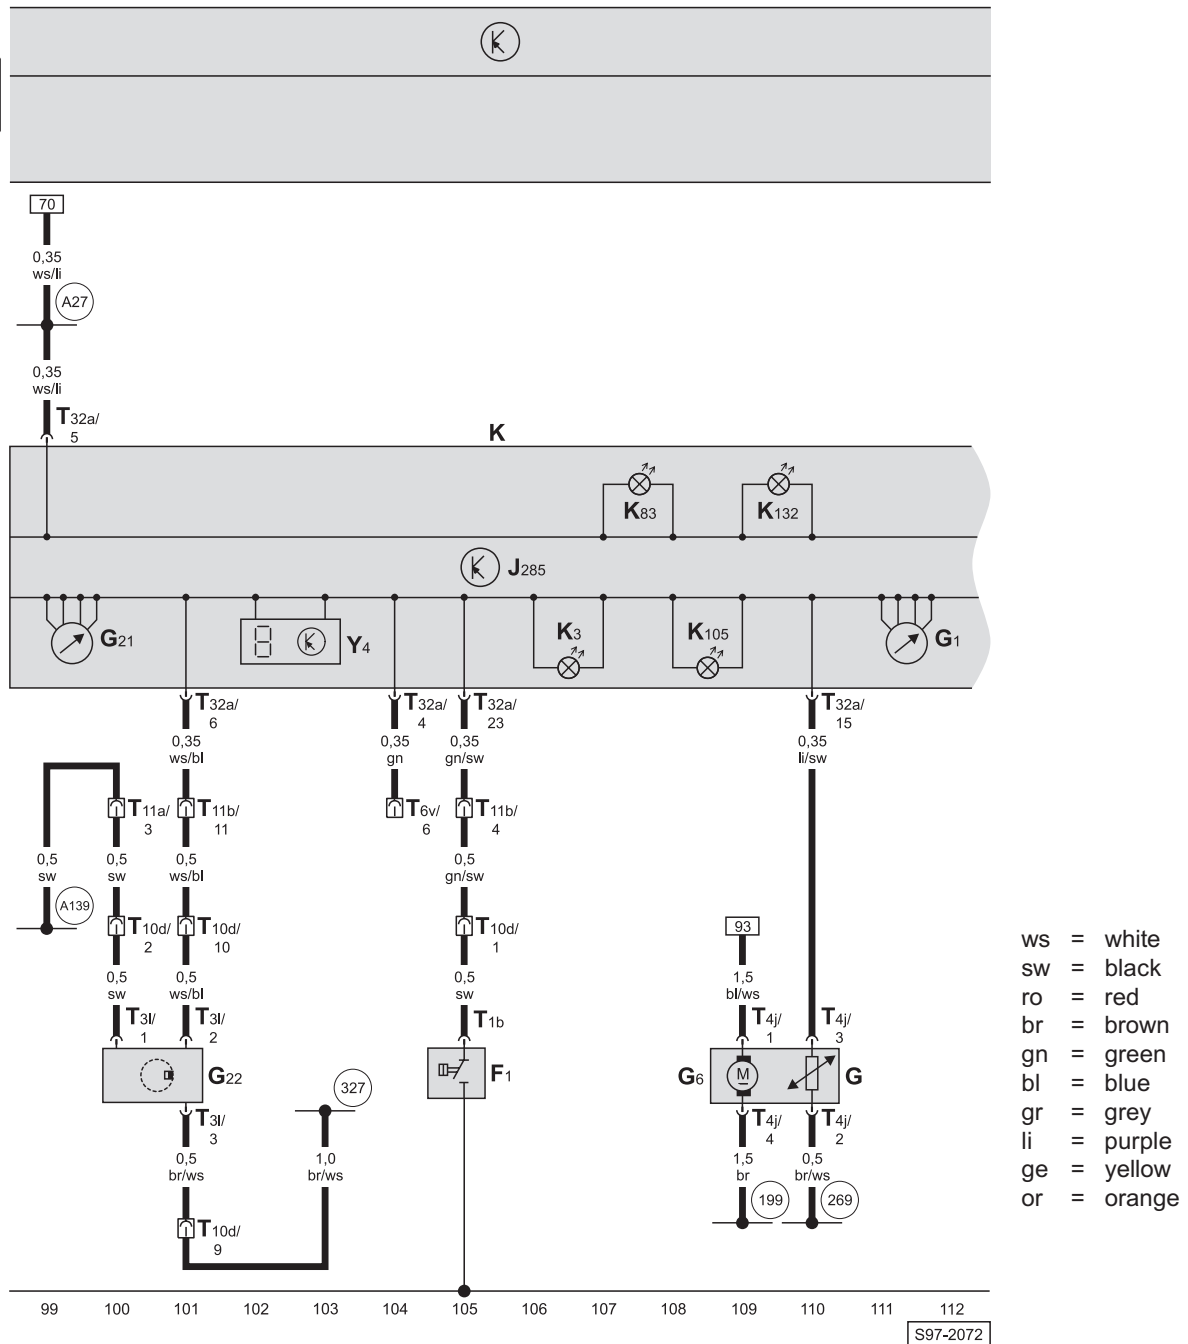 70
0,35
ws/li
A27
0,35
ws/li
T32a/
5
K
K83
K132
J285
G21
Y4
K3
K105
G1
T32a/ T32a/ T32a/ T32a/
6 4 23 15
0,35 0,35 0,35 0,35
ws/bl gn gn/sw li/sw
T11a/ T11b/ T6v/ T11b/
3 11 6 4
0,5 0,5 0,5 0,5
sw sw ws/bl gn/sw
A139
T10d/ T10d/ T10d/ 93
2 10 1
0,5 0,5 0,5 1,5
sw ws/bl sw bl/ws
T3l/ T3l/ T1b T4j/ T4j/
1 2 1 3
G22 F1 G6 M G
327
T3l/ T4j/ T4j/
3 4 2
0,5 1,0 1,5 0,5
br/ws br/ws br br/ws
199 269
T10d/
9
99 100 101 102 103 104 105 106 107 108 109 110 111 112
S97-2072
ws = white
sw = black
ro = red
br = brown
gn = green
bl = blue
gr = grey
li = purple
ge = yellow
or = orange